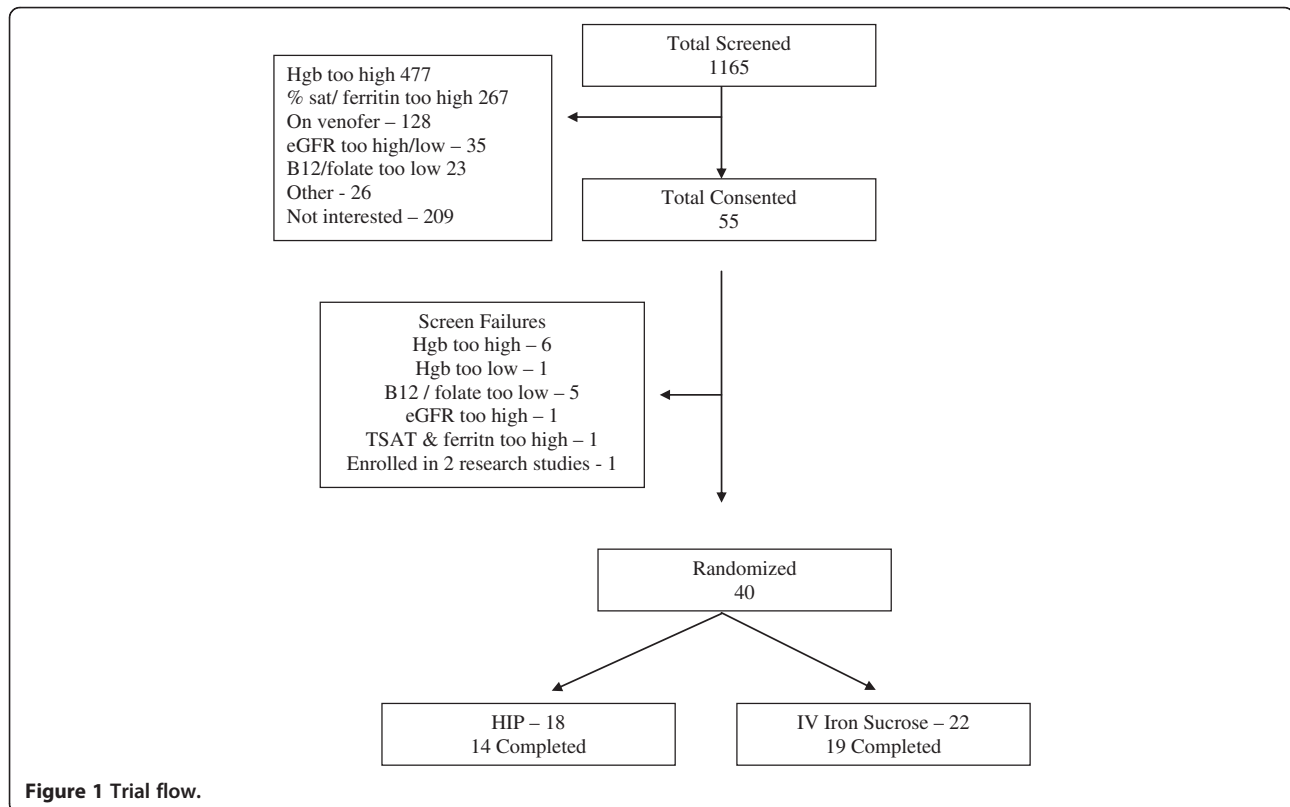 Total Screened
1165
Hgb too high 477
% sat/ ferritin too high 267
On venofer – 128
eGFR too high/low – 35
B12/folate too low 23
Other - 26
Not interested – 209
Total Consented
55
Screen Failures
Hgb too high – 6
Hgb too low – 1
B12 / folate too low – 5
eGFR too high – 1
TSAT & ferritn too high – 1
Enrolled in 2 research studies - 1
Randomized
40
HIP – 18
14 Completed
IV Iron Sucrose – 22
19 Completed
Figure 1 Trial flow.